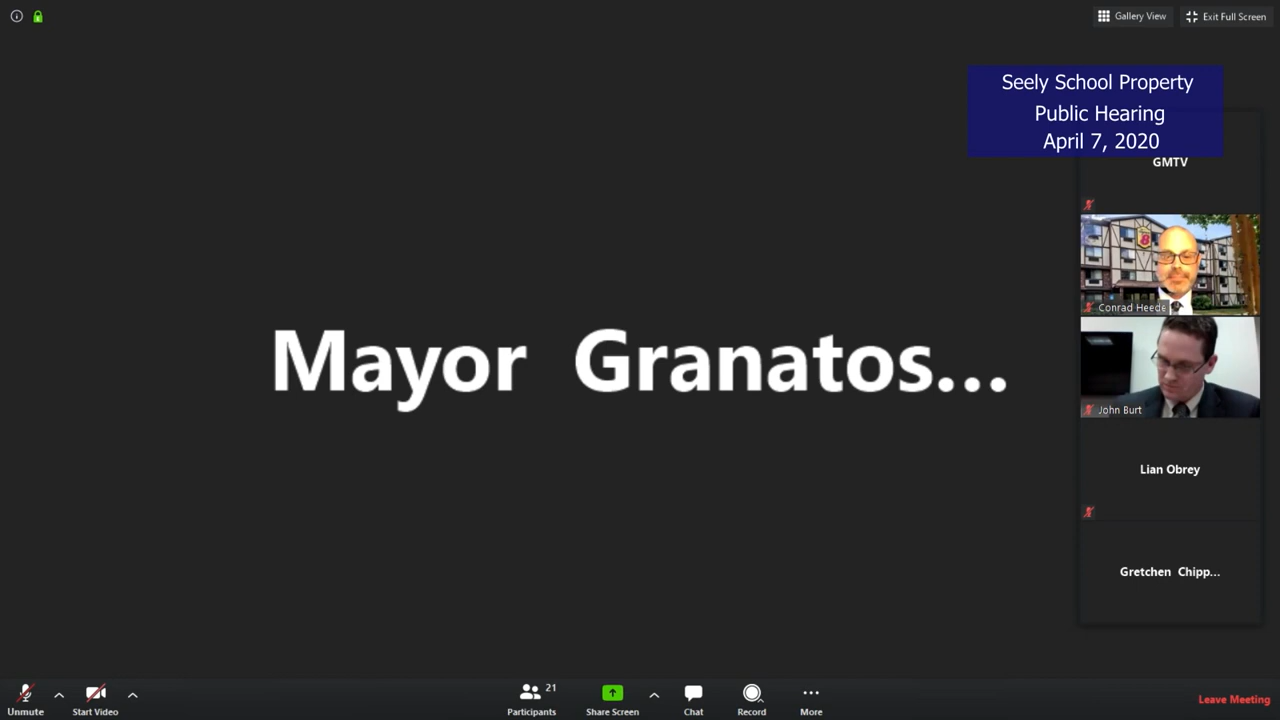 Gallery View
Exit Full Screen
Seely School Property
Public Hearing
April 7, 2020
GMTV
8
Conrad Heede
John Burt
Mayor Granatos...
Lian Obrey
Gretchen Chipp...
Unmute
Start Video
21
Participants
Share Screen
Chat
Record
More
Leave Meeting